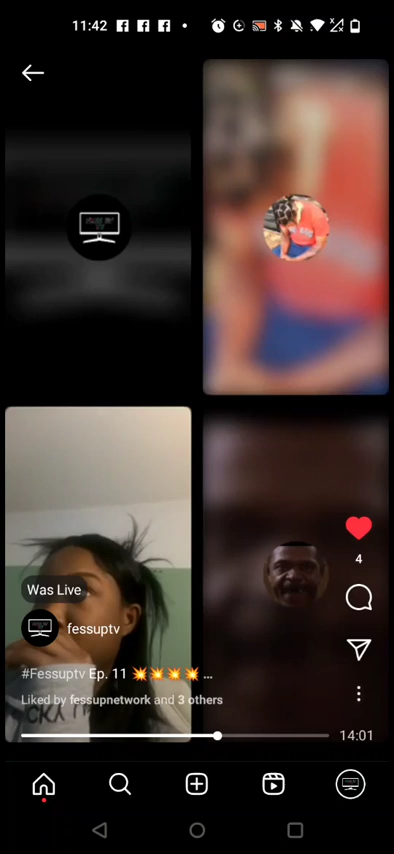 11:42
Was Live
fessuptv
#Fessuptv Ep. 11 💥💥💥💥 ...
Liked by fessupnetwork and 3 others
4
14:01